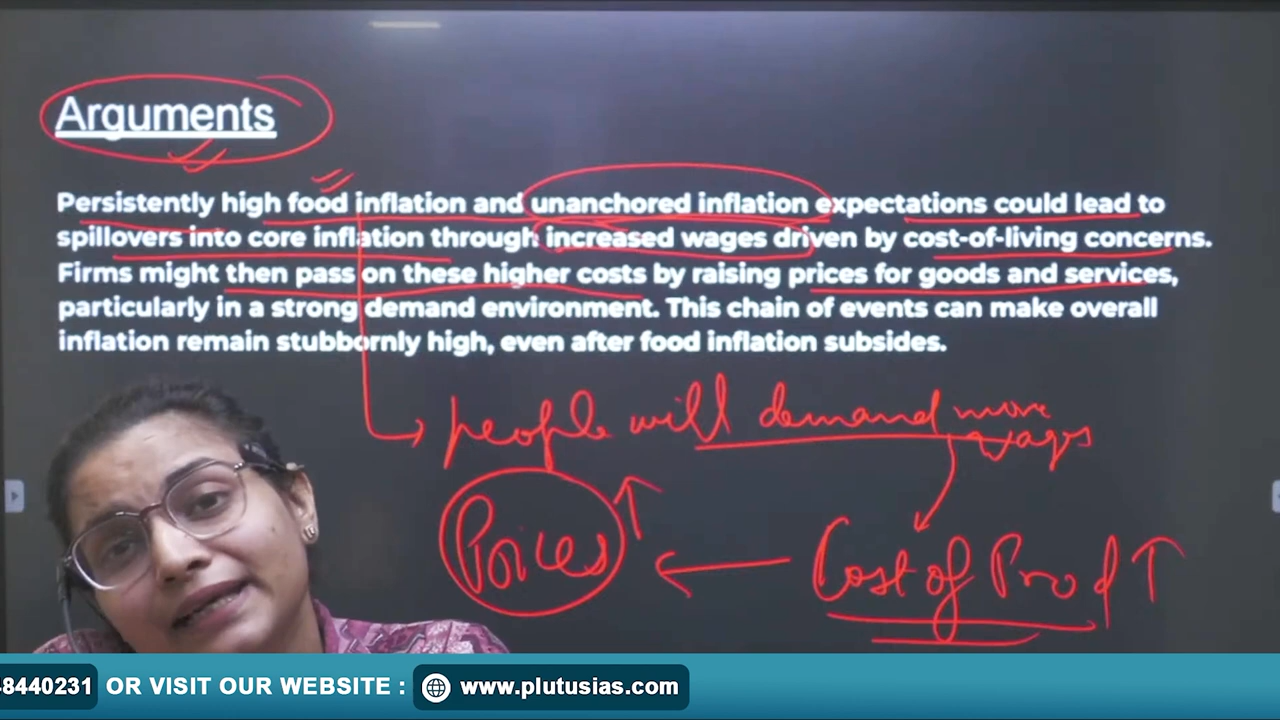 Arguments
Persistently high food inflation and unanchored inflation expectations could lead to
spillovers into core inflation through increased wages driven by cost-of-living concerns.
Firms might then pass on these higher costs by raising prices for goods and services,
particularly in a strong demand environment. This chain of events can make overall
inflation remain stubbornly high, even after food inflation subsides.
people will demand more
wages
Prices ↑ ← Cost of Prod ↑
8440231 OR VISIT OUR WEBSITE : www.plutusias.com